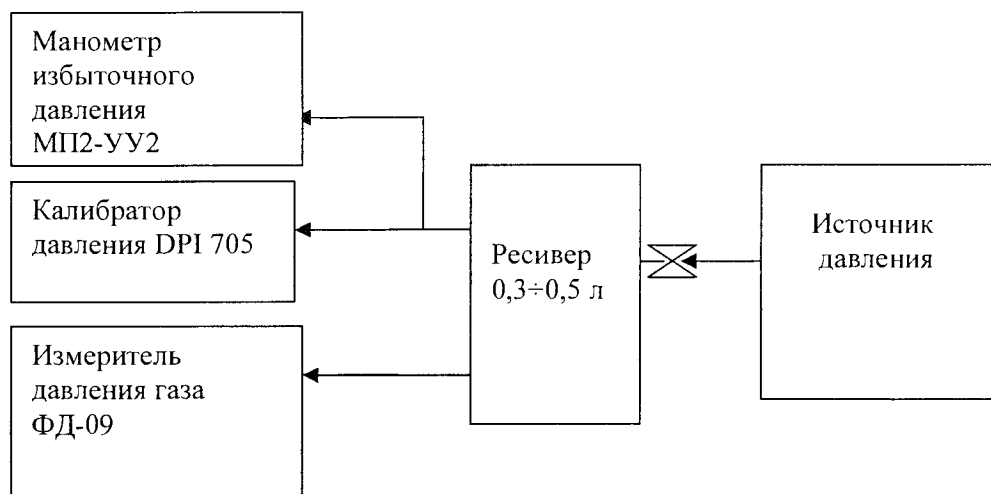 Манометр
избыточного
давления
МП2-УУ2
Калибратор
давления DPI 705
Измеритель
давления газа
ФД-09
Ресивер
0,3÷0,5 л
Источник
давления